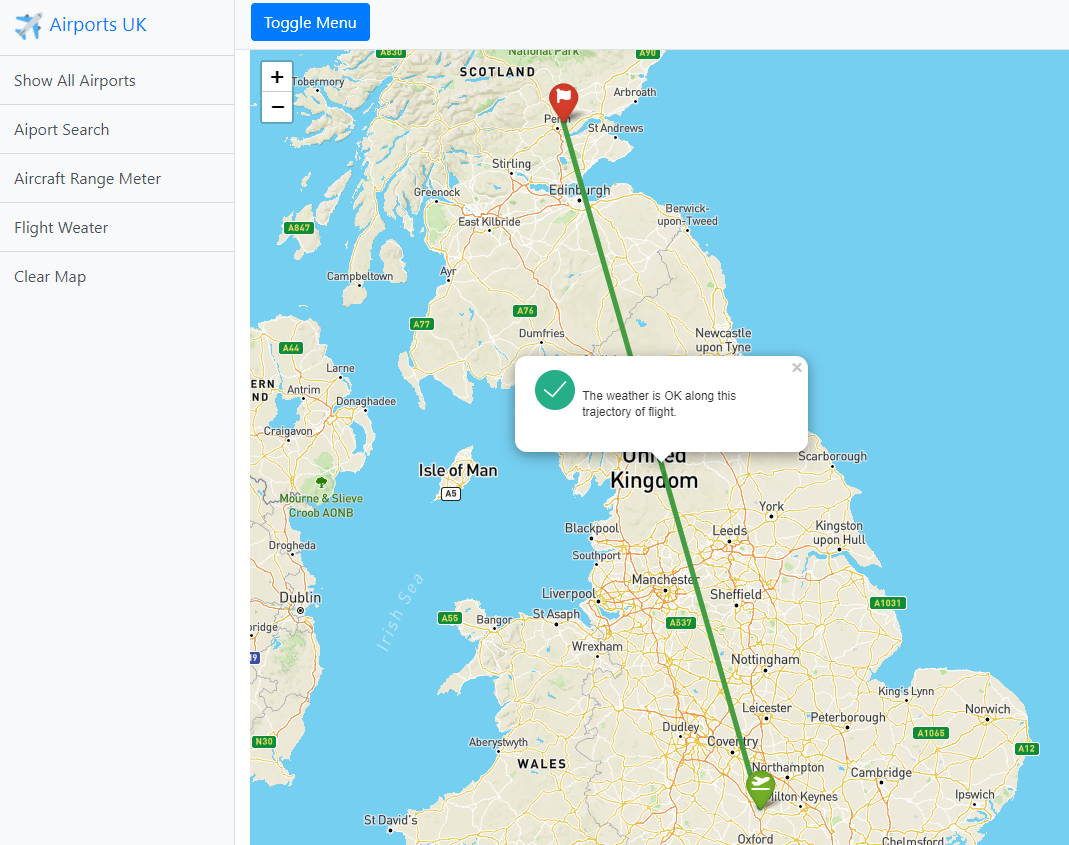 Airports UK
Toggle Menu
Show All Airports
Aiport Search
Aircraft Range Meter
Flight Weater
Clear Map
+
−
A830
National Park
A90
SCOTLAND
Tobermory
Arbroath
Perth
St Andrews
Stirling
Greenock
Edinburgh
Berwick-
upon-Tweed
East Kilbride
A847
Ayr
Campbeltown
A76
A77
Dumfries
Newcastle
upon Tyne
A44
Larne
ERN
ND
Antrim
Donaghadee
Craigavon
×
The weather is OK along this
trajectory of flight.
Isle of Man
A5
United
Kingdom
Scarborough
Mourne & Slieve
Croob AONB
York
Blackpool
Leeds
Kingston
upon Hull
Drogheda
Southport
Manchester
Dublin
Liverpool
Sheffield
A1031
Irish Sea
A55
Bangor
St Asaph
A537
bridge
Wrexham
Nottingham
King's Lynn
Leicester
Norwich
Peterborough
Dudley
A1065
N30
Aberystwyth
Coventry
A12
WALES
Northampton
Cambridge
Milton Keynes
Ipswich
St David's
Oxford
Chelmsford